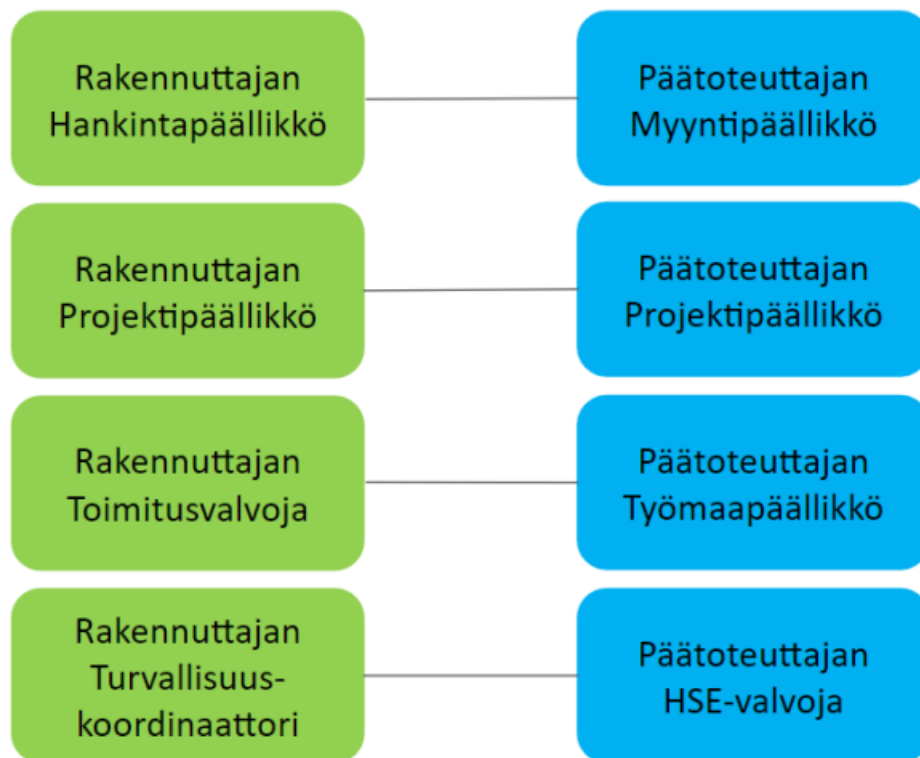 Rakennuttajan
Hankintapäällikkö
Päätoteuttajan
Myyntipäällikkö
Rakennuttajan
Projektipäällikkö
Päätoteuttajan
Projektipäällikkö
Rakennuttajan
Toimitusvalvoja
Päätoteuttajan
Työmaapäällikkö
Rakennuttajan
Turvallisuus-
koordinaattori
Päätoteuttajan
HSE-valvoja